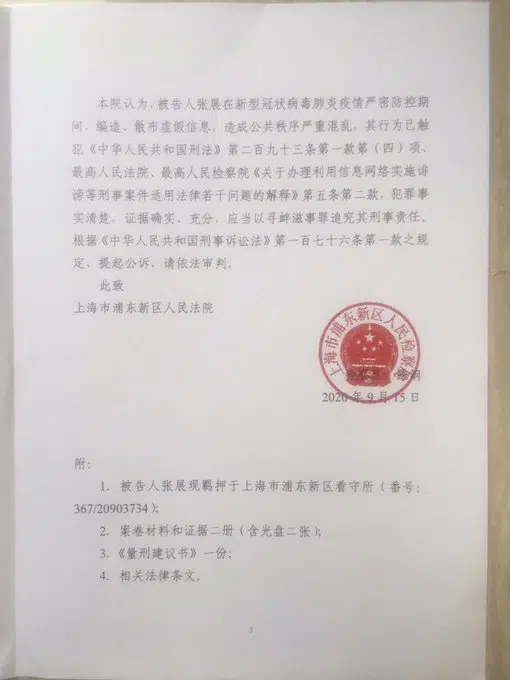 本院认为，被告人张展在新型冠状病毒肺炎疫情严密防控期
间，编造、散布虚假信息，造成公共秩序严重混乱，其行为已触
犯《中华人民共和国刑法》第二百九十三条第一款第（四）项、
最高人民法院、最高人民检察院《关于办理利用信息网络实施诽
谤等刑事案件适用法律若干问题的解释》第五条第二款，犯罪事
实清楚，证据确实、充分，应当以寻衅滋事罪追究其刑事责任。
根据《中华人民共和国刑事诉讼法》第一百七十六条第一款之规
定，提起公诉，请依法审判。
此致
上海市浦东新区人民法院
上海市浦东新区人民检察院
2020 年 9 月 15 日
附：
1. 被告人张展现羁押于上海市浦东新区看守所（番号：
367/20903734）；
2. 案卷材料和证据二册（含光盘二张）；
3.《量刑建议书》一份；
4. 相关法律条文。
3